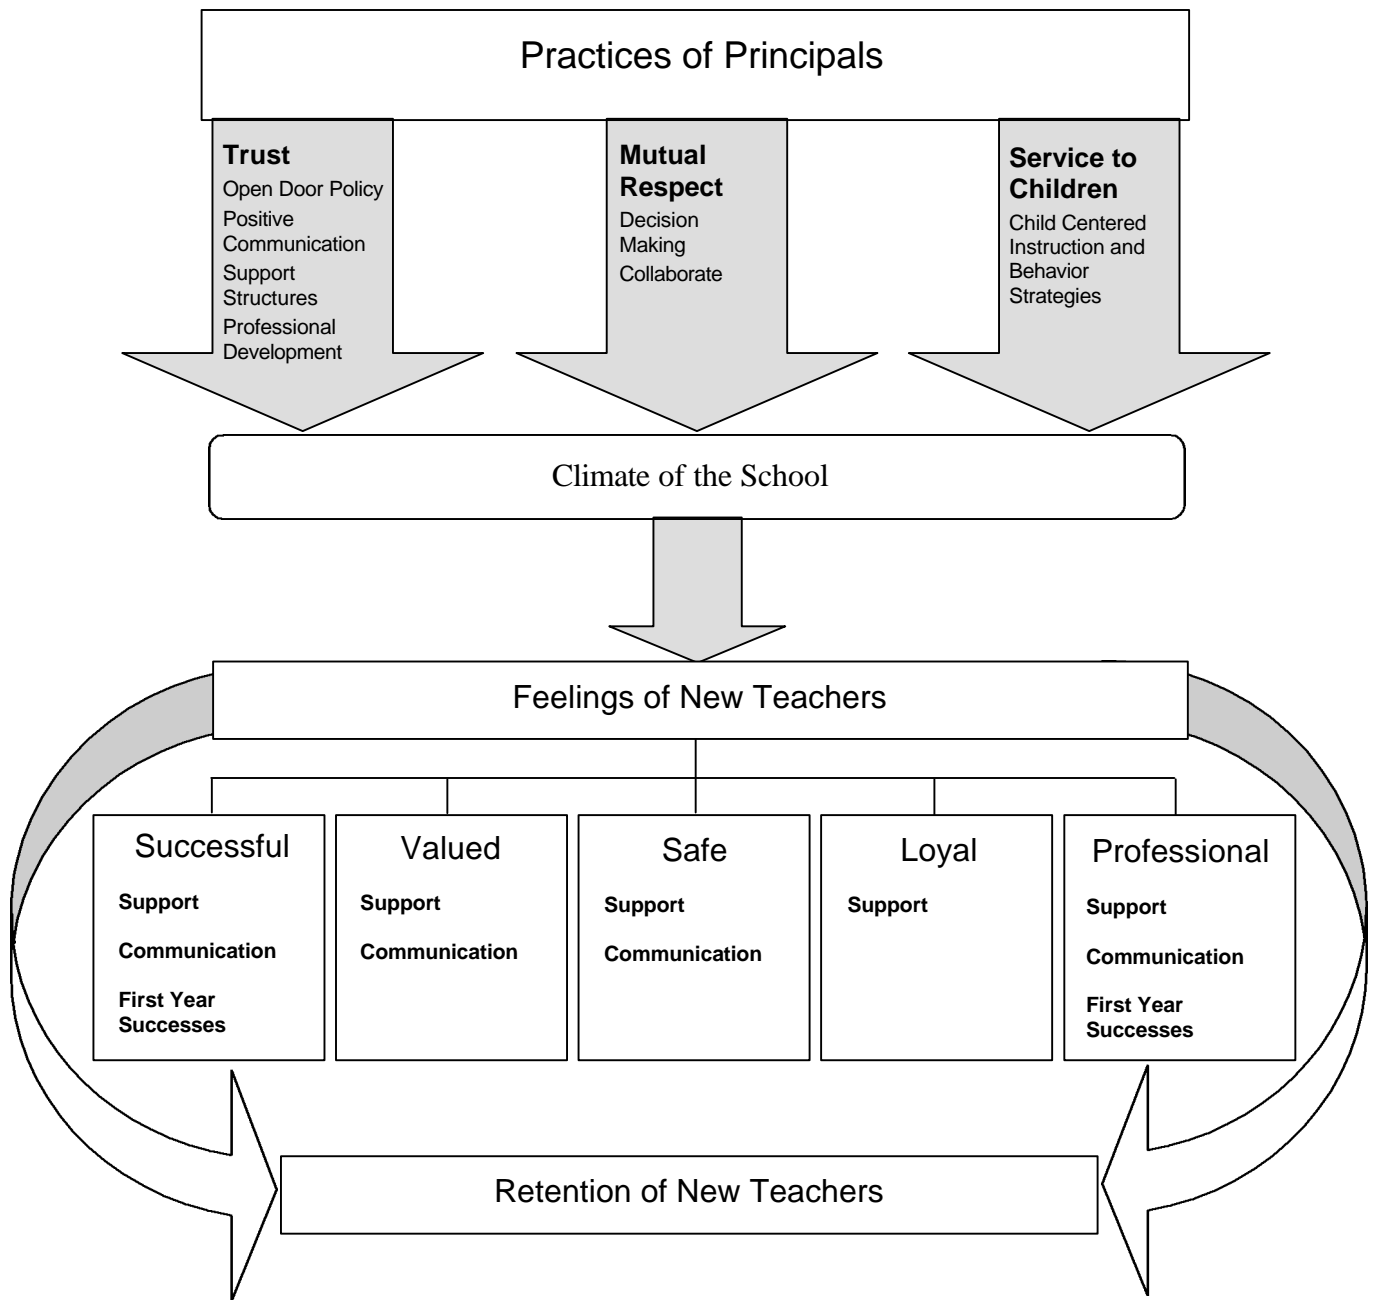 Practices of Principals
Trust
Open Door Policy
Positive
Communication
Support
Structures
Professional
Development
Mutual
Respect
Decision
Making
Collaborate
Service to
Children
Child Centered
Instruction and
Behavior
Strategies
Climate of the School
Feelings of New Teachers
Successful
Support
Communication
First Year
Successes
Valued
Support
Communication
Safe
Support
Communication
Loyal
Support
Professional
Support
Communication
First Year
Successes
Retention of New Teachers